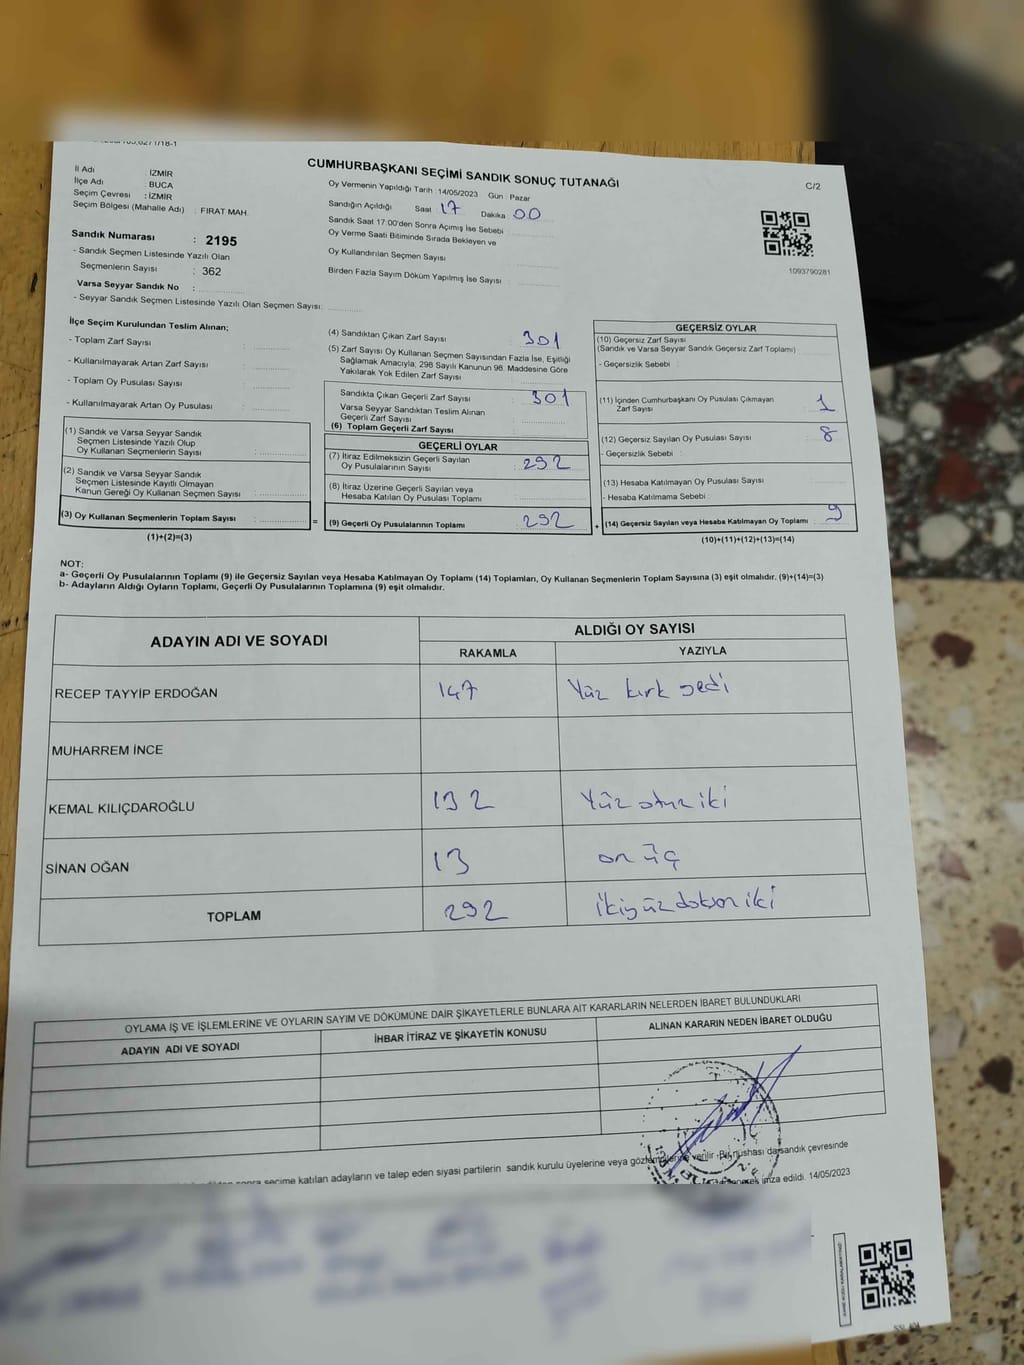 CUMHURBAŞKANI SEÇİMİ SANDIK SONUÇ TUTANAĞI
C/2
İl Adı : İZMİR
İlçe Adı : BUCA
Seçim Çevresi : İZMİR
Seçim Bölgesi (Mahalle Adı) : FIRAT MAH.
Sandık Numarası : 2195
- Sandık Seçmen Listesinde Yazılı Olan
Seçmenlerin Sayısı : 362
Varsa Seyyar Sandık No :
- Seyyar Sandık Seçmen Listesinde Yazılı Olan Seçmen Sayısı:
Oy Vermenin Yapıldığı Tarih :14/05/2023 Gün : Pazar
Sandığın Açıldığı Saat 17 Dakika 00
Sandık Saat 17:00'den Sonra Açımış İse Sebebi :
Oy Verme Saati Bitiminde Sırada Bekleyen ve
Oy Kullandırılan Seçmen Sayısı
Birden Fazla Sayım Döküm Yapılmış İse Sayısı :
1093790281
İlçe Seçim Kurulundan Teslim Alınan;
- Toplam Zarf Sayısı :
- Kullanılmayarak Artan Zarf Sayısı :
- Toplam Oy Pusulası Sayısı :
- Kullanılmayarak Artan Oy Pusulası :
(1) Sandık ve Varsa Seyyar Sandık
Seçmen Listesinde Yazılı Olup
Oy Kullanan Seçmenlerin Sayısı :
(2) Sandık ve Varsa Seyyar Sandık
Seçmen Listesinde Kayıtlı Olmayan
Kanun Gereği Oy Kullanan Seçmen Sayısı :
(3) Oy Kullanan Seçmenlerin Toplam Sayısı :
(1)+(2)=(3)
=
(4) Sandıktan Çıkan Zarf Sayısı : 301
(5) Zarf Sayısı Oy Kullanan Seçmen Sayısından Fazla İse, Eşitliği
Sağlamak Amacıyla; 298 Sayılı Kanunun 98. Maddesine Göre
Yakılarak Yok Edilen Zarf Sayısı
Sandıkta Çıkan Geçerli Zarf Sayısı : 301
Varsa Seyyar Sandıktan Teslim Alınan
Geçerli Zarf Sayısı
(6) Toplam Geçerli Zarf Sayısı
GEÇERLİ OYLAR
(7) İtiraz Edilmeksizin Geçerli Sayılan
Oy Pusulalarının Sayısı : 292
(8) İtiraz Üzerine Geçerli Sayılan veya
Hesaba Katılan Oy Pusulası Toplamı
(9) Geçerli Oy Pusulalarının Toplamı : 292
+
GEÇERSİZ OYLAR
(10) Geçersiz Zarf Sayısı
(Sandık ve Varsa Seyyar Sandık Geçersiz Zarf Toplamı)
- Geçersizlik Sebebi :
(11) İçinden Cumhurbaşkanı Oy Pusulası Çıkmayan
Zarf Sayısı : 1
(12) Geçersiz Sayılan Oy Pusulası Sayısı : 8
- Geçersizlik Sebebi :
(13) Hesaba Katılmayan Oy Pusulası Sayısı
- Hesaba Katılmama Sebebi :
(14) Geçersiz Sayılan veya Hesaba Katılmayan Oy Toplamı : 9
(10)+(11)+(12)+(13)=(14)
NOT:
a- Geçerli Oy Pusulalarının Toplamı (9) ile Geçersiz Sayılan veya Hesaba Katılmayan Oy Toplamı (14) Toplamları, Oy Kullanan Seçmenlerin Toplam Sayısına (3) eşit olmalıdır. (9)+(14)=(3)
b- Adayların Aldığı Oyların Toplamı, Geçerli Oy Pusulalarının Toplamına (9) eşit olmalıdır.
ADAYIN ADI VE SOYADI ALDIĞI OY SAYISI
RAKAMLA YAZIYLA
RECEP TAYYİP ERDOĞAN 147 Yüz kırk yedi
MUHARREM İNCE
KEMAL KILIÇDAROĞLU 132 Yüz otuz iki
SİNAN OĞAN 13 on üç
TOPLAM 292 ikiyüzdoksan iki
OYLAMA İŞ VE İŞLEMLERİNE VE OYLARIN SAYIM VE DÖKÜMÜNE DAİR ŞİKAYETLERLE BUNLARA AİT KARARLARIN NELERDEN İBARET BULUNDUKLARI
ADAYIN ADI VE SOYADI İHBAR İTİRAZ VE ŞİKAYETİN KONUSU ALINAN KARARIN NEDEN İBARET OLDUĞU
sonra seçime katılan adayların ve talep eden siyasi partilerin sandık kurulu üyelerine veya gözlemcilerine verilir. Bir nüshası da sandık çevresinde
imza edildi. 14/05/2023